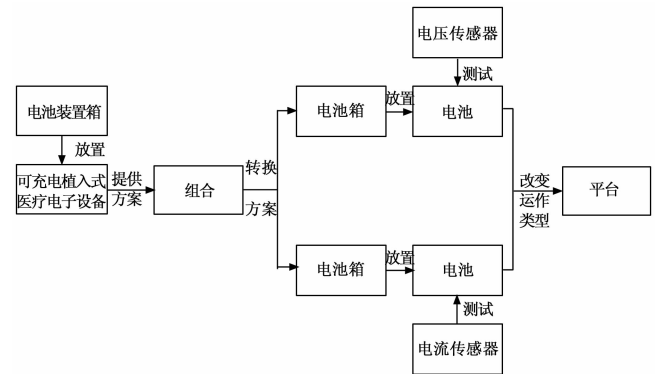 电压传感器
测试
电池装置箱
放置
可充电植入式
医疗电子设备
提供
方案
组合
转换
方案
电池箱
放置
电池
改变
运作
类型
平台
电池箱
放置
电池
测试
电流传感器